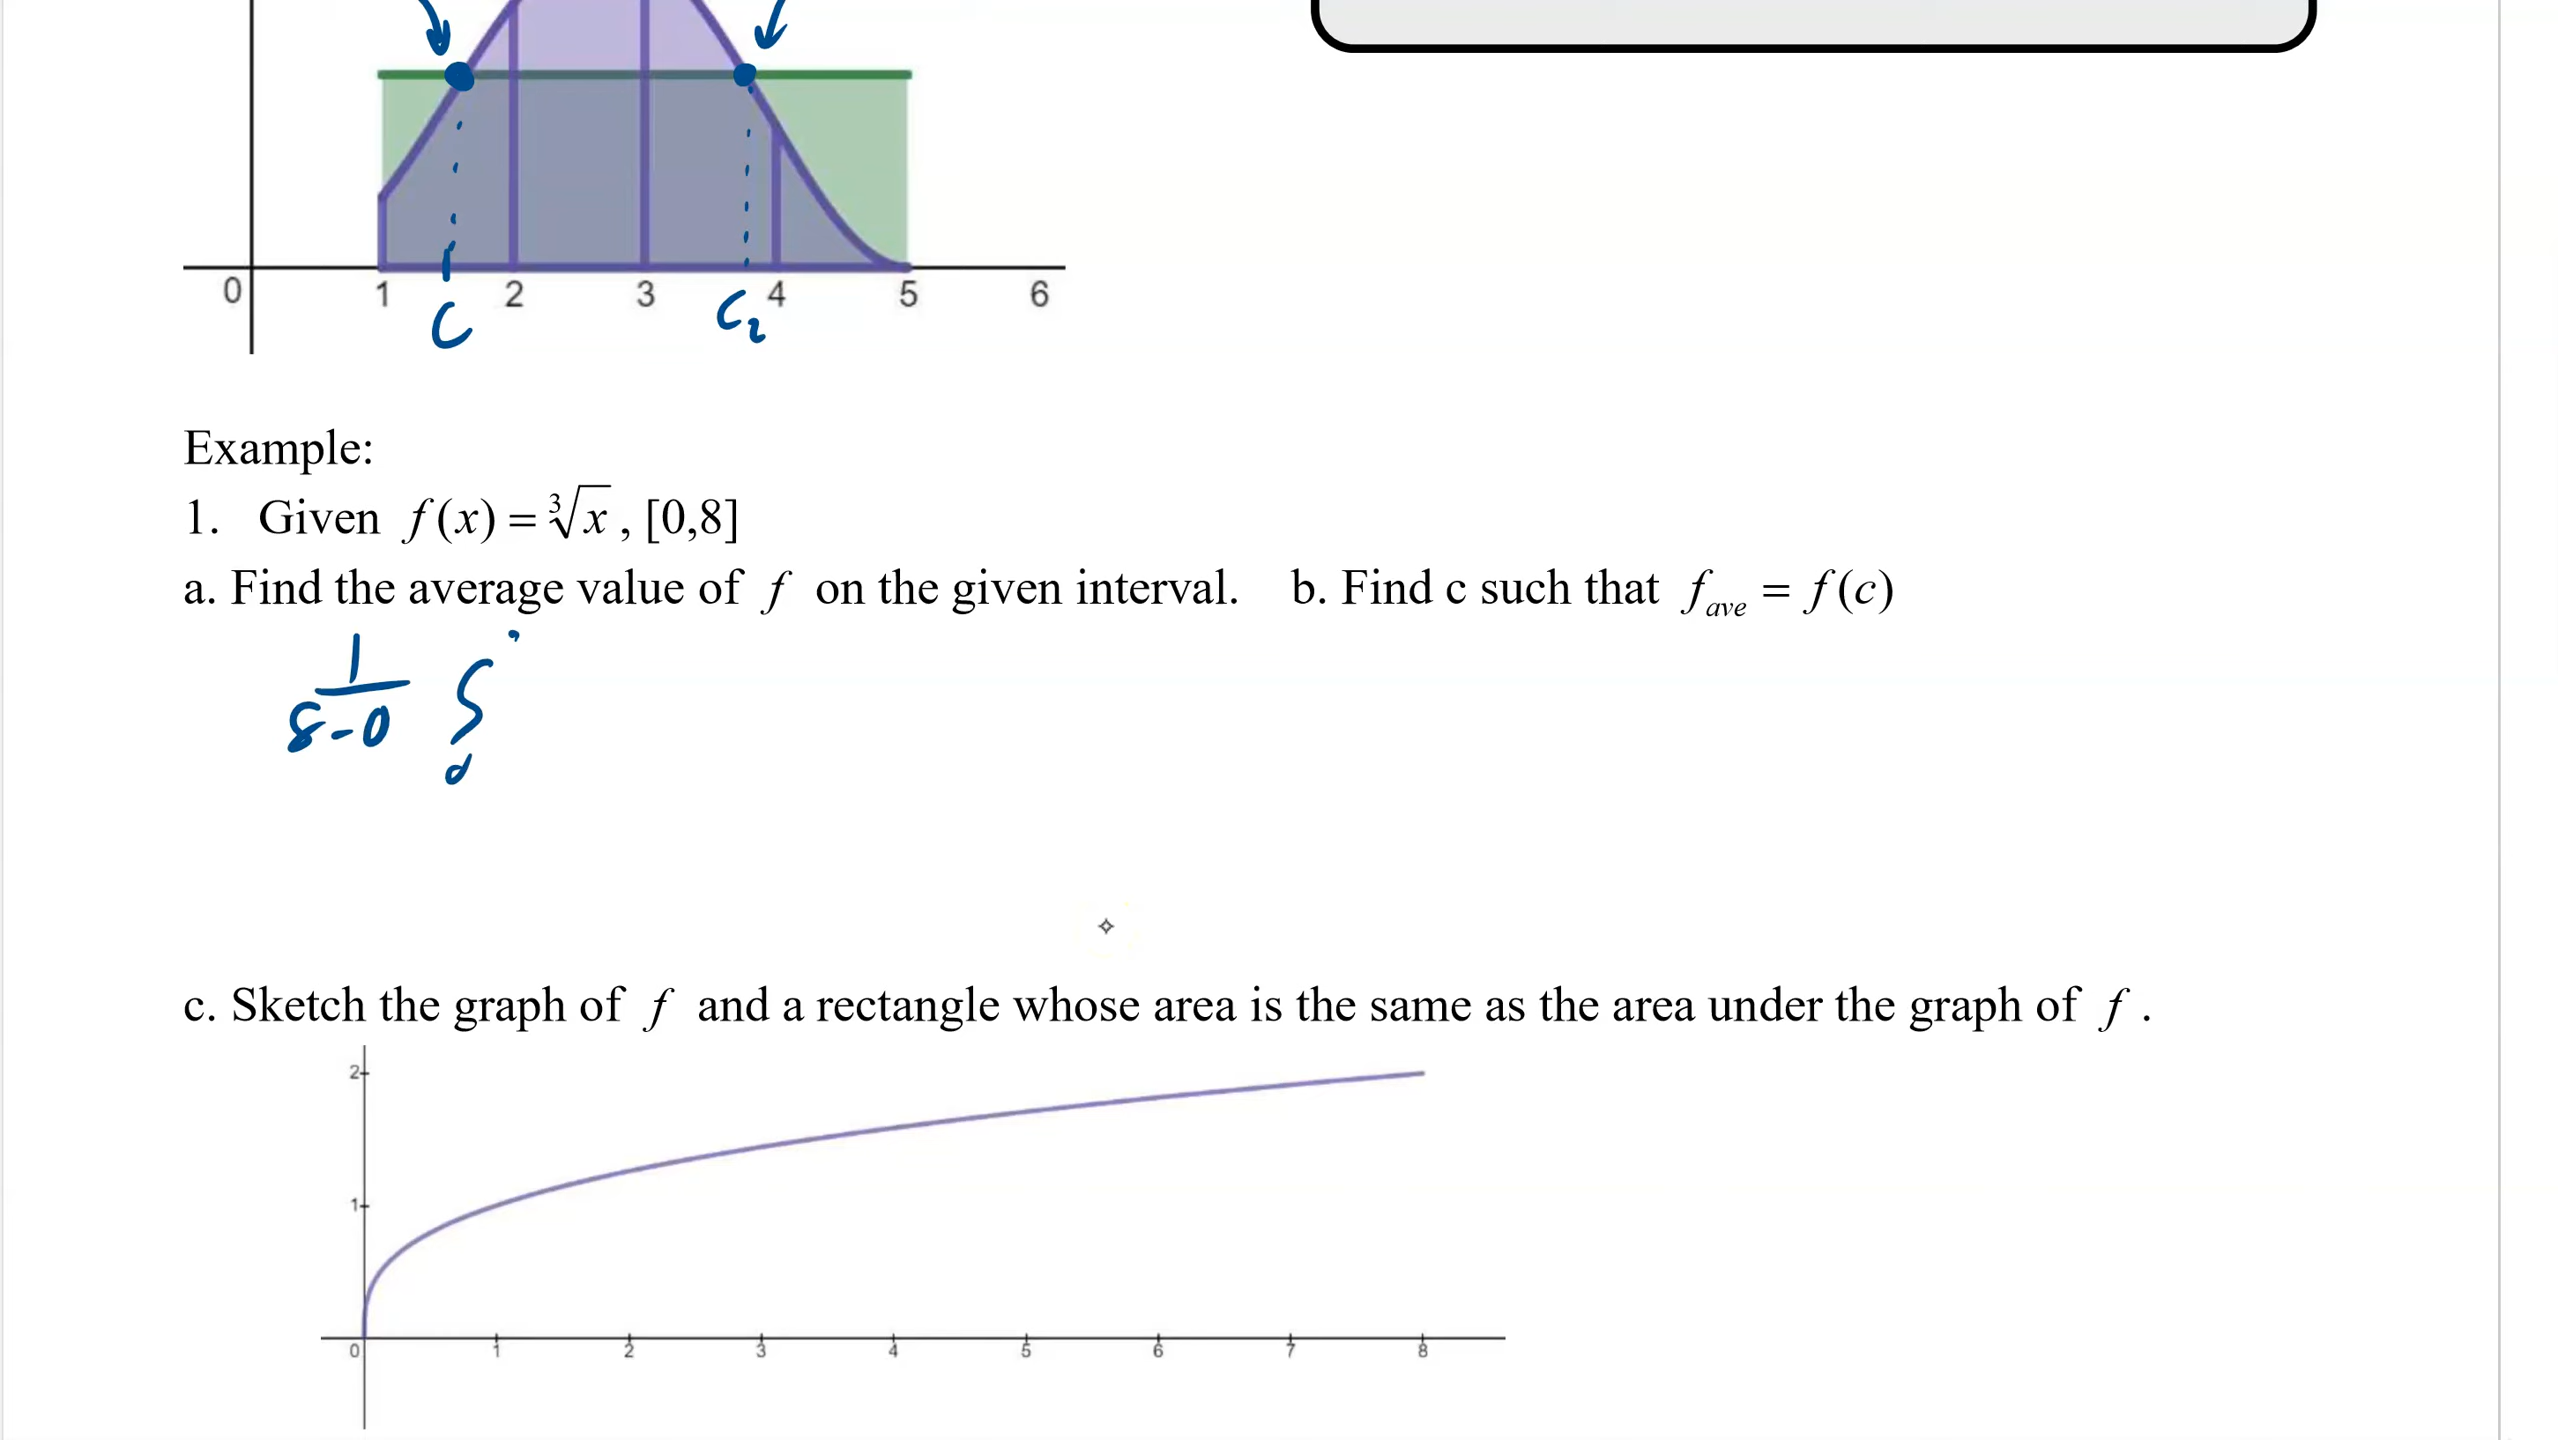 0 1 2 3 4 5 6
C C₂
Example:
1. Given f(x) = ∛x , [0,8]
a. Find the average value of f on the given interval. b. Find c such that f_ave = f(c)
1
8-0 ∫
0
c. Sketch the graph of f and a rectangle whose area is the same as the area under the graph of f .
2
1
0 1 2 3 4 5 6 7 8